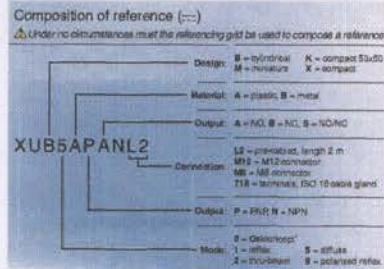 Composition of reference (⎓)
⚠ Under no circumstances must the referencing grid be used to compose a reference
Design: B = cylindrical K = compact 50x50
M = miniature X = compact
Material: A = plastic, B = metal
Output: A = NO, B = NC, S = NO/NC
XUB5APANL2
Connection: L2 = pre-cabled, length 2 m
M12 = M12 connector
M8 = M8 connector
T16 = terminals, ISO 16 cable gland
Output: P = PNP, N = NPN
Mode: 0 = Osiconcept
1 = reflex 5 = diffuse
2 = thru-beam 9 = polarized reflex